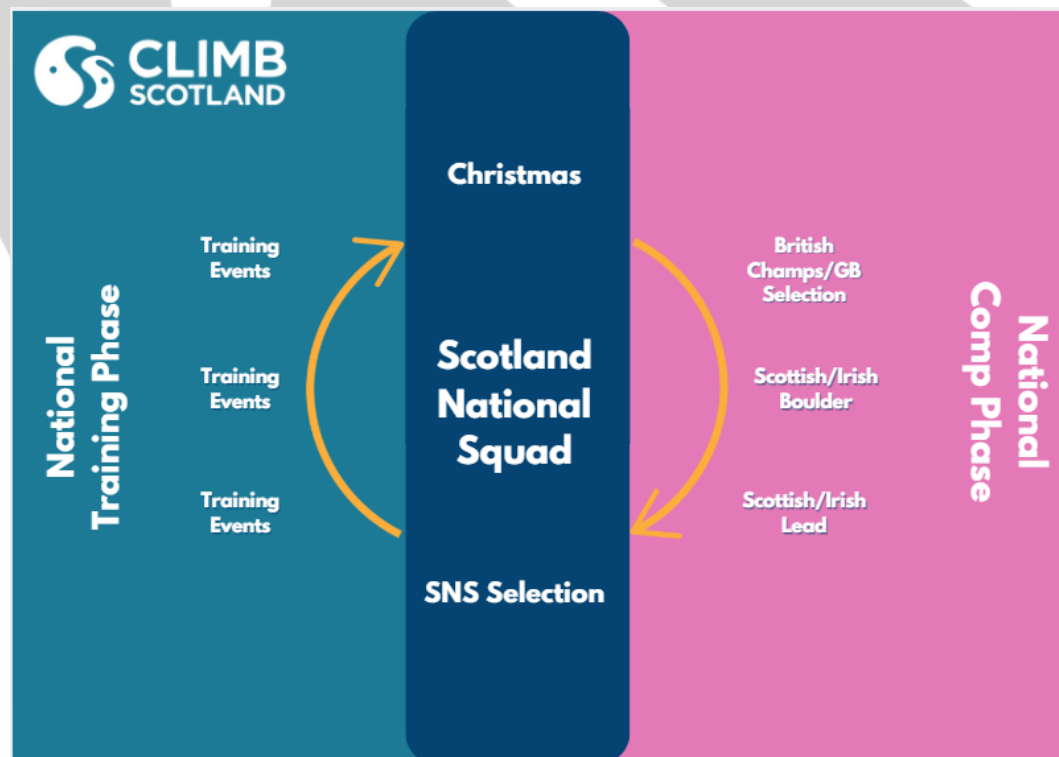 CLIMB
SCOTLAND
National
Training Phase
Training
Events
Training
Events
Training
Events
Christmas
Scotland
National
Squad
SNS Selection
British
Champs/GB
Selection
Scottish/Irish
Boulder
Scottish/Irish
Lead
National
Comp Phase